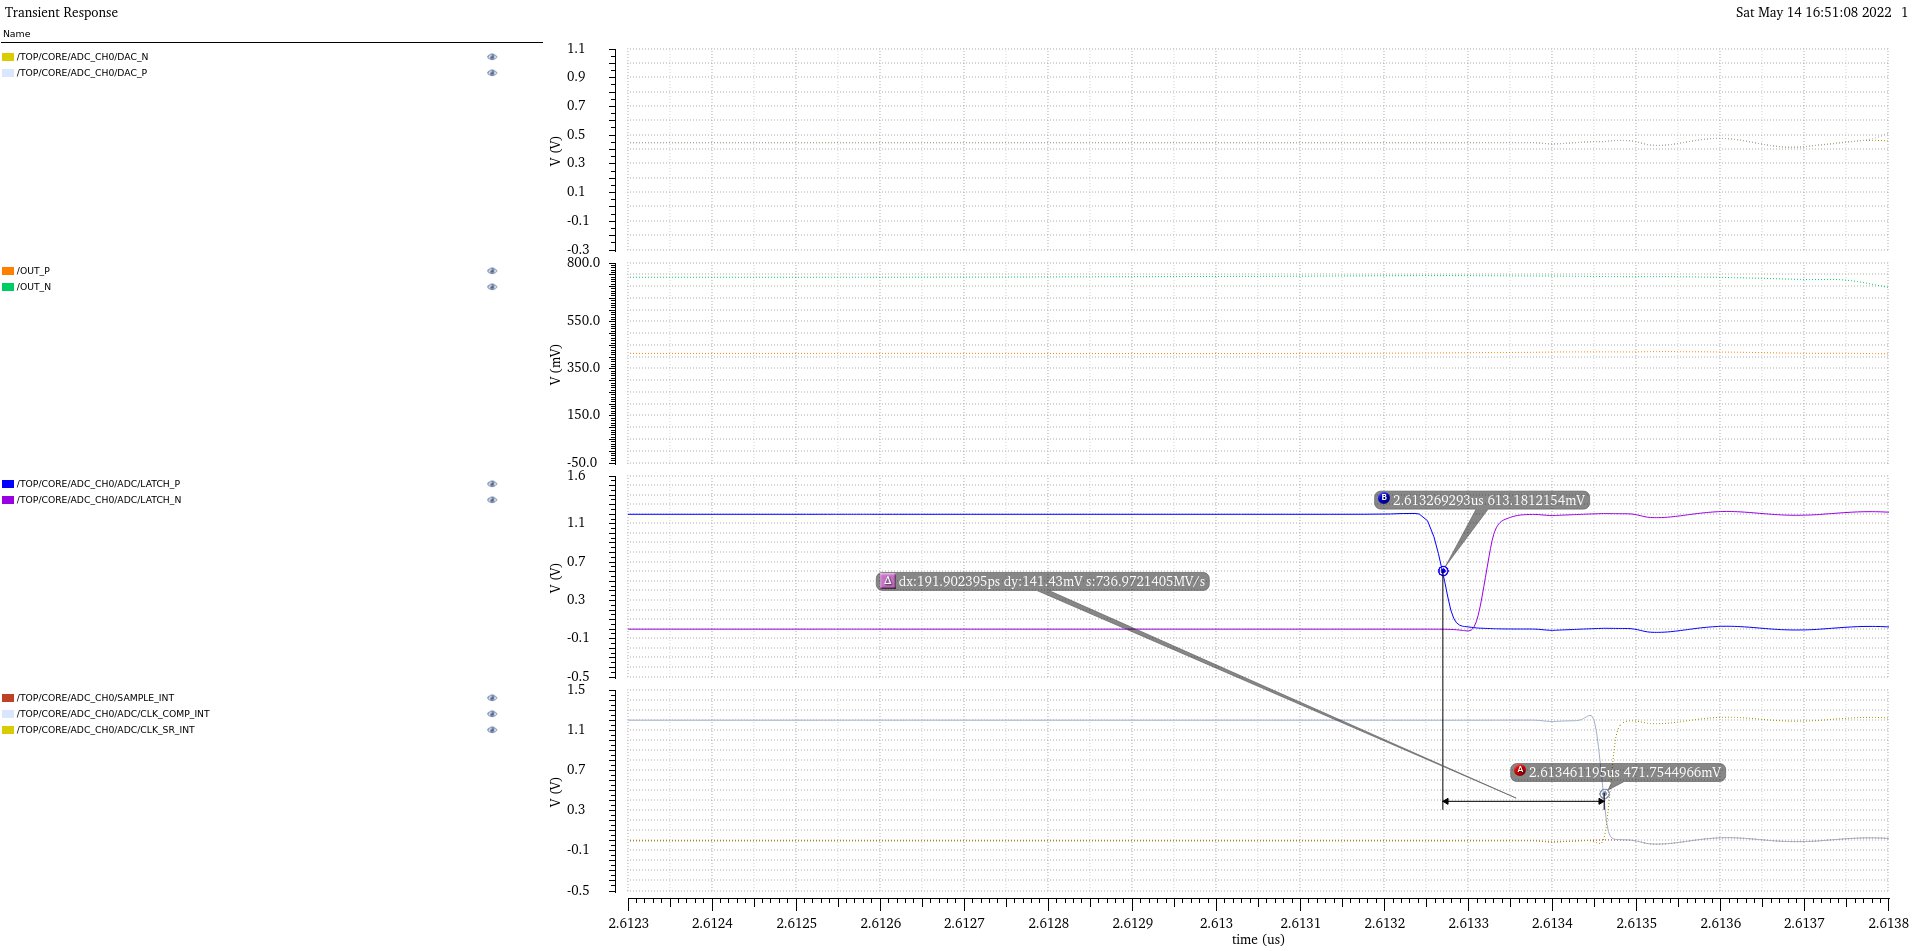 Transient Response
Sat May 14 16:51:08 2022 1
Name
/TOP/CORE/ADC_CH0/DAC_N
/TOP/CORE/ADC_CH0/DAC_P
1.1
0.9
0.7
0.5
0.3
0.1
-0.1
-0.3
V (V)
/OUT_P
/OUT_N
800.0
550.0
350.0
150.0
-50.0
V (mV)
/TOP/CORE/ADC_CH0/ADC/LATCH_P
/TOP/CORE/ADC_CH0/ADC/LATCH_N
1.6
1.1
0.7
0.3
-0.1
-0.5
V (V)
B 2.613269293us 613.1812154mV
Δ dx:191.902395ps dy:141.43mV s:736.9721405MV/s
/TOP/CORE/ADC_CH0/SAMPLE_INT
/TOP/CORE/ADC_CH0/ADC/CLK_COMP_INT
/TOP/CORE/ADC_CH0/ADC/CLK_SR_INT
1.5
1.1
0.7
0.3
-0.1
-0.5
V (V)
A 2.613461195us 471.7544966mV
2.6123 2.6124 2.6125 2.6126 2.6127 2.6128 2.6129 2.613 2.6131 2.6132 2.6133 2.6134 2.6135 2.6136 2.6137 2.6138
time (us)